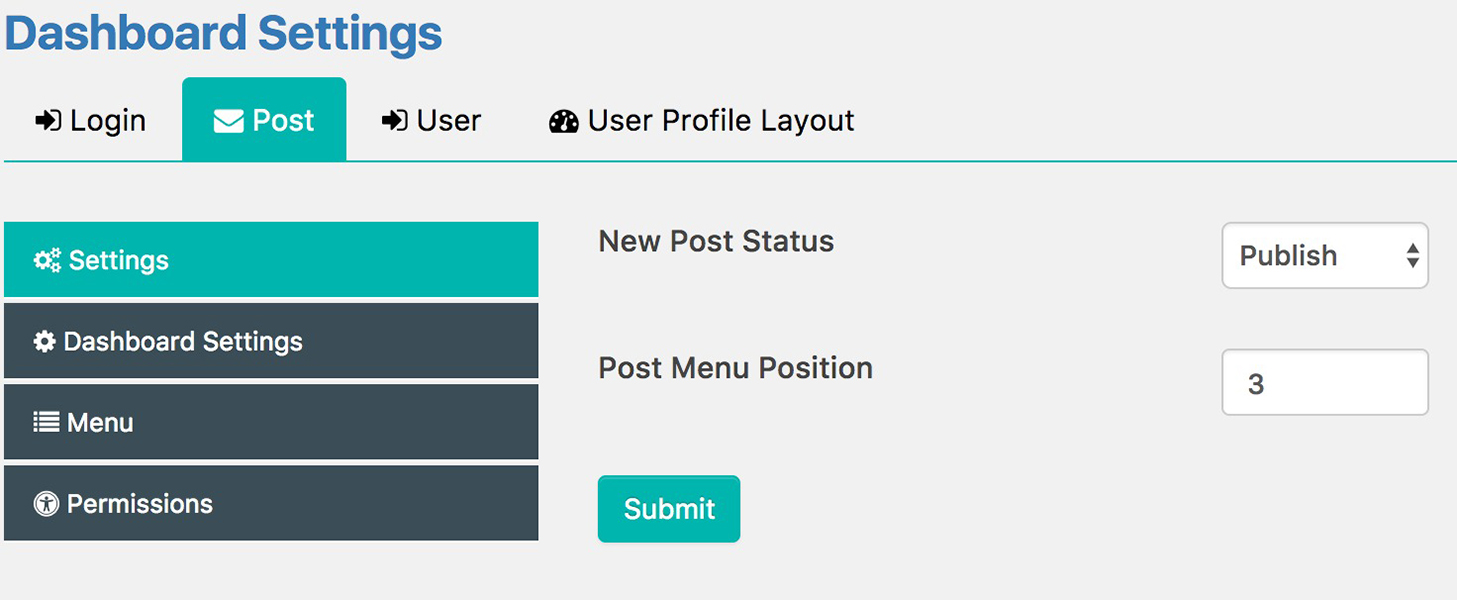 Dashboard Settings
Login Post User User Profile Layout
Settings
Dashboard Settings
Menu
Permissions
New Post Status Publish
Post Menu Position 3
Submit